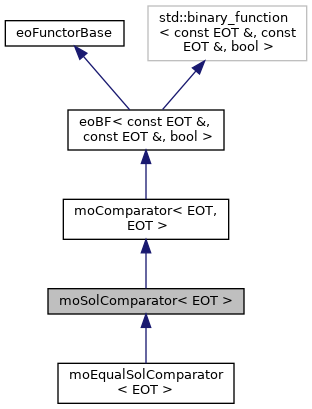 eoFunctorBase
std::binary_function
< const EOT &, const
EOT &, bool >
eoBF< const EOT &,
const EOT &, bool >
moComparator< EOT,
EOT >
moSolComparator< EOT >
moEqualSolComparator
< EOT >